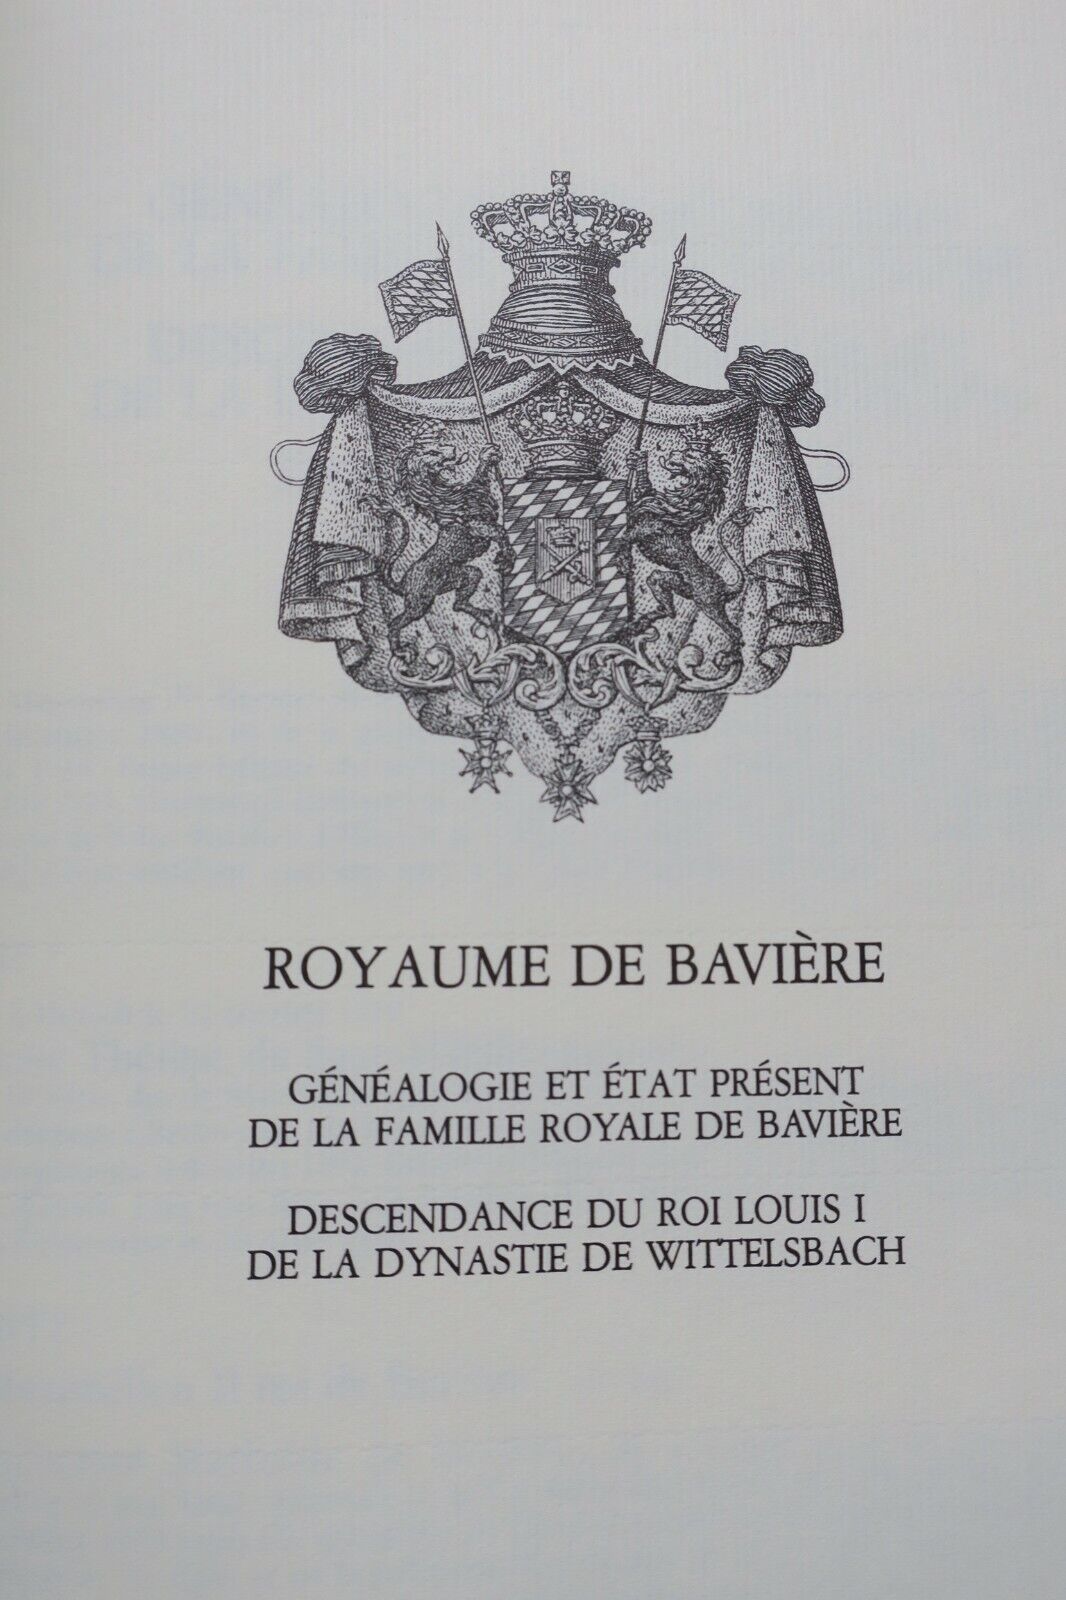 ROYAUME DE BAVIÈRE
GÉNÉALOGIE ET ÉTAT PRÉSENT
DE LA FAMILLE ROYALE DE BAVIÈRE
DESCENDANCE DU ROI LOUIS I
DE LA DYNASTIE DE WITTELSBACH